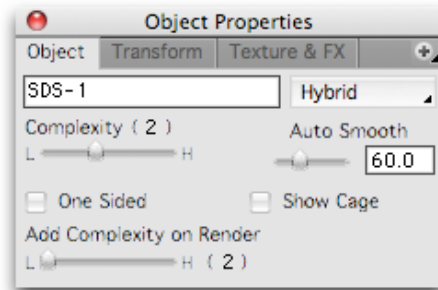 Object Properties
Object Transform Texture & FX
SDS-1 Hybrid
Complexity ( 2 ) Auto Smooth
L H 60.0
One Sided Show Cage
Add Complexity on Render
L H ( 2 )